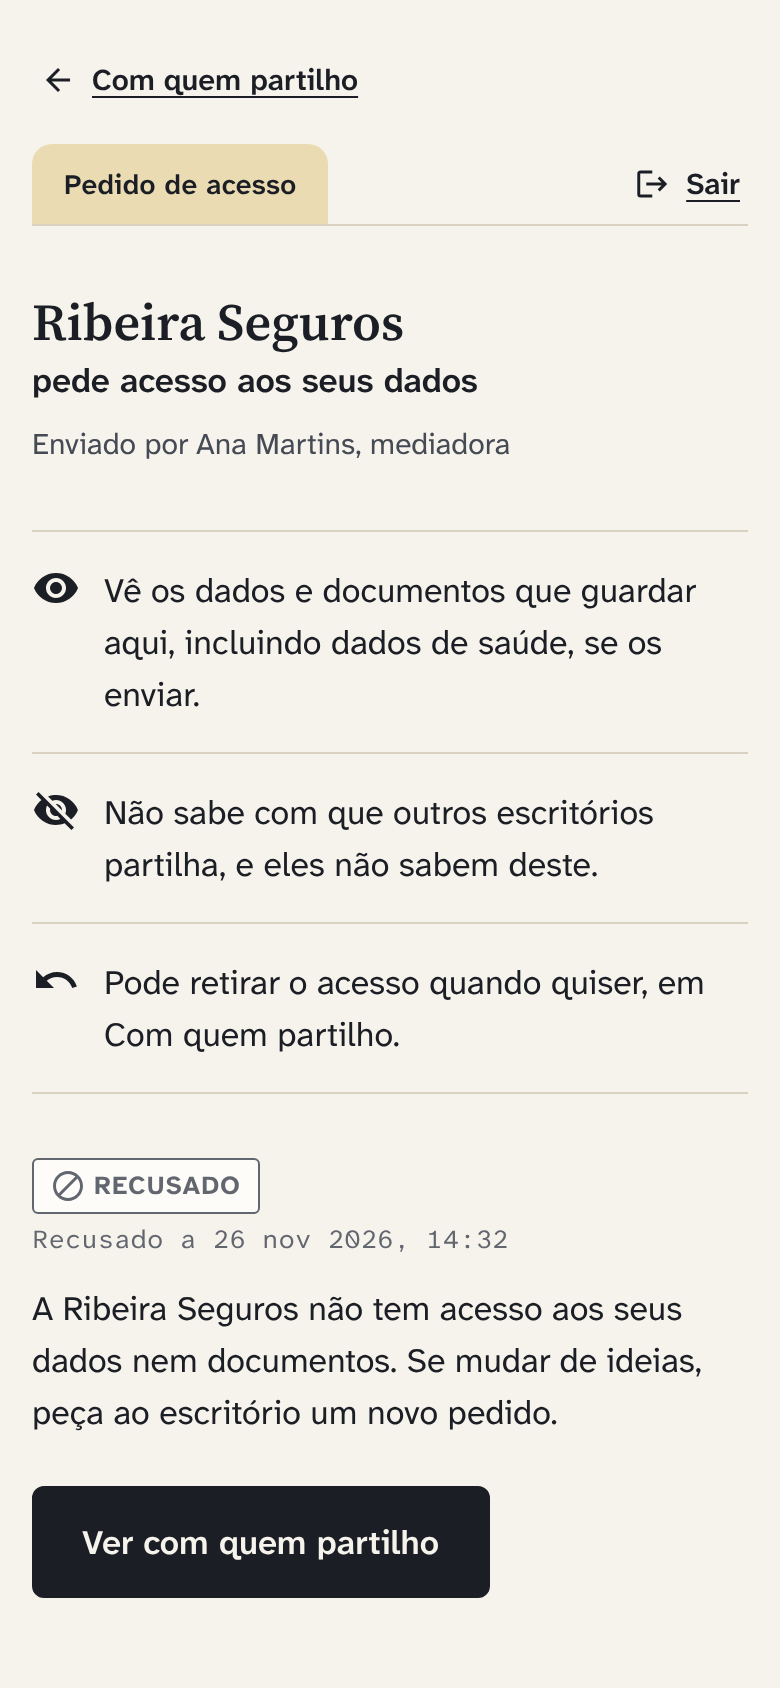 Com quem partilho
Pedido de acesso
Sair
Ribeira Seguros
pede acesso aos seus dados
Enviado por Ana Martins, mediadora
Vê os dados e documentos que guardar
aqui, incluindo dados de saúde, se os
enviar.
Não sabe com que outros escritórios
partilha, e eles não sabem deste.
Pode retirar o acesso quando quiser, em
Com quem partilho.
RECUSADO
Recusado a 26 nov 2026, 14:32
A Ribeira Seguros não tem acesso aos seus
dados nem documentos. Se mudar de ideias,
peça ao escritório um novo pedido.
Ver com quem partilho